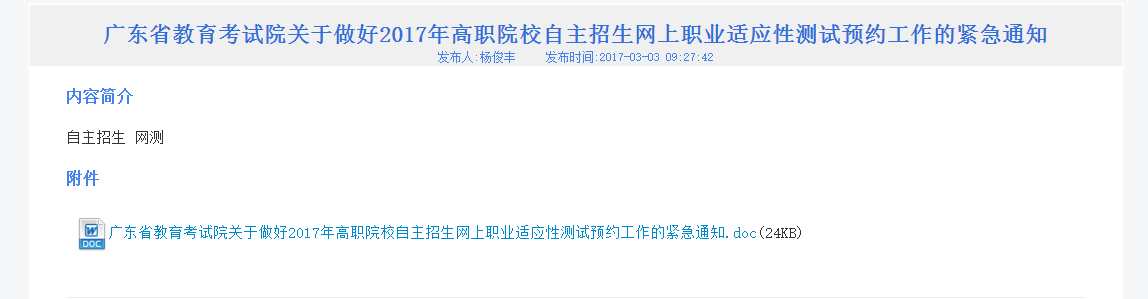 广东省教育考试院关于做好2017年高职院校自主招生网上职业适应性测试预约工作的紧急通知
发布人:杨俊丰 发布时间:2017-03-03 09:27:42
内容简介
自主招生 网测
附件
DOC 广东省教育考试院关于做好2017年高职院校自主招生网上职业适应性测试预约工作的紧急通知.doc(24KB)